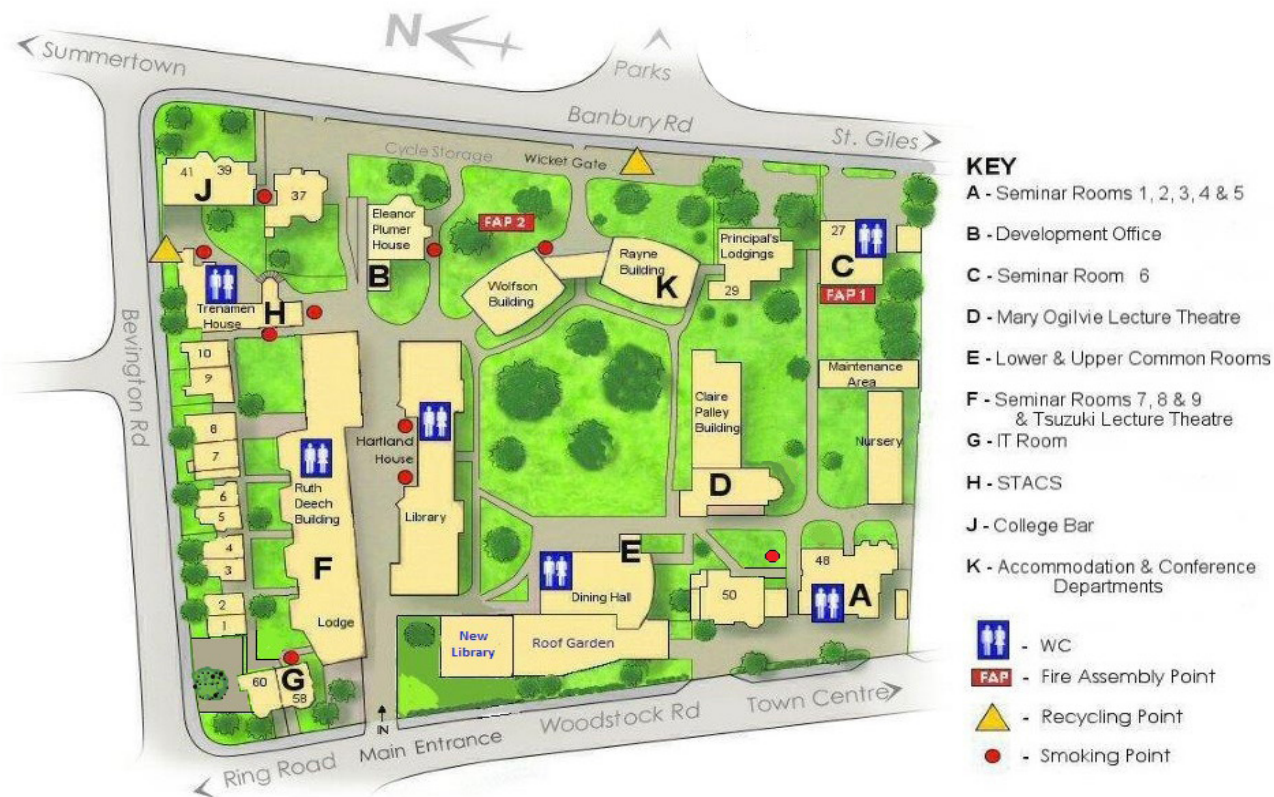 N
Summertown
Parks
Banbury Rd
St. Giles
Cycle Storage
Wicket Gate
41
39
J
37
Eleanor
Plumer
House
B
FAP 2
Wolfson
Building
Rayne
Building
K
Principal's
Lodgings
29
27
C
FAP 1
Trenamen
House
H
Bevington Rd
10
9
8
7
6
5
4
3
2
1
Hartland
House
Library
Ruth
Deech
Building
F
Lodge
Claire
Palley
Building
D
Maintenance
Area
Nursery
E
Dining Hall
50
48
A
New
Library
Roof Garden
60
G
58
IN
Main Entrance
Woodstock Rd
Town Centre
Ring Road
KEY
A - Seminar Rooms 1, 2, 3, 4 & 5
B - Development Office
C - Seminar Room 6
D - Mary Ogilvie Lecture Theatre
E - Lower & Upper Common Rooms
F - Seminar Rooms 7, 8 & 9
& Tsuzuki Lecture Theatre
G - IT Room
H - STACS
J - College Bar
K - Accommodation & Conference
Departments
- WC
FAP - Fire Assembly Point
- Recycling Point
- Smoking Point